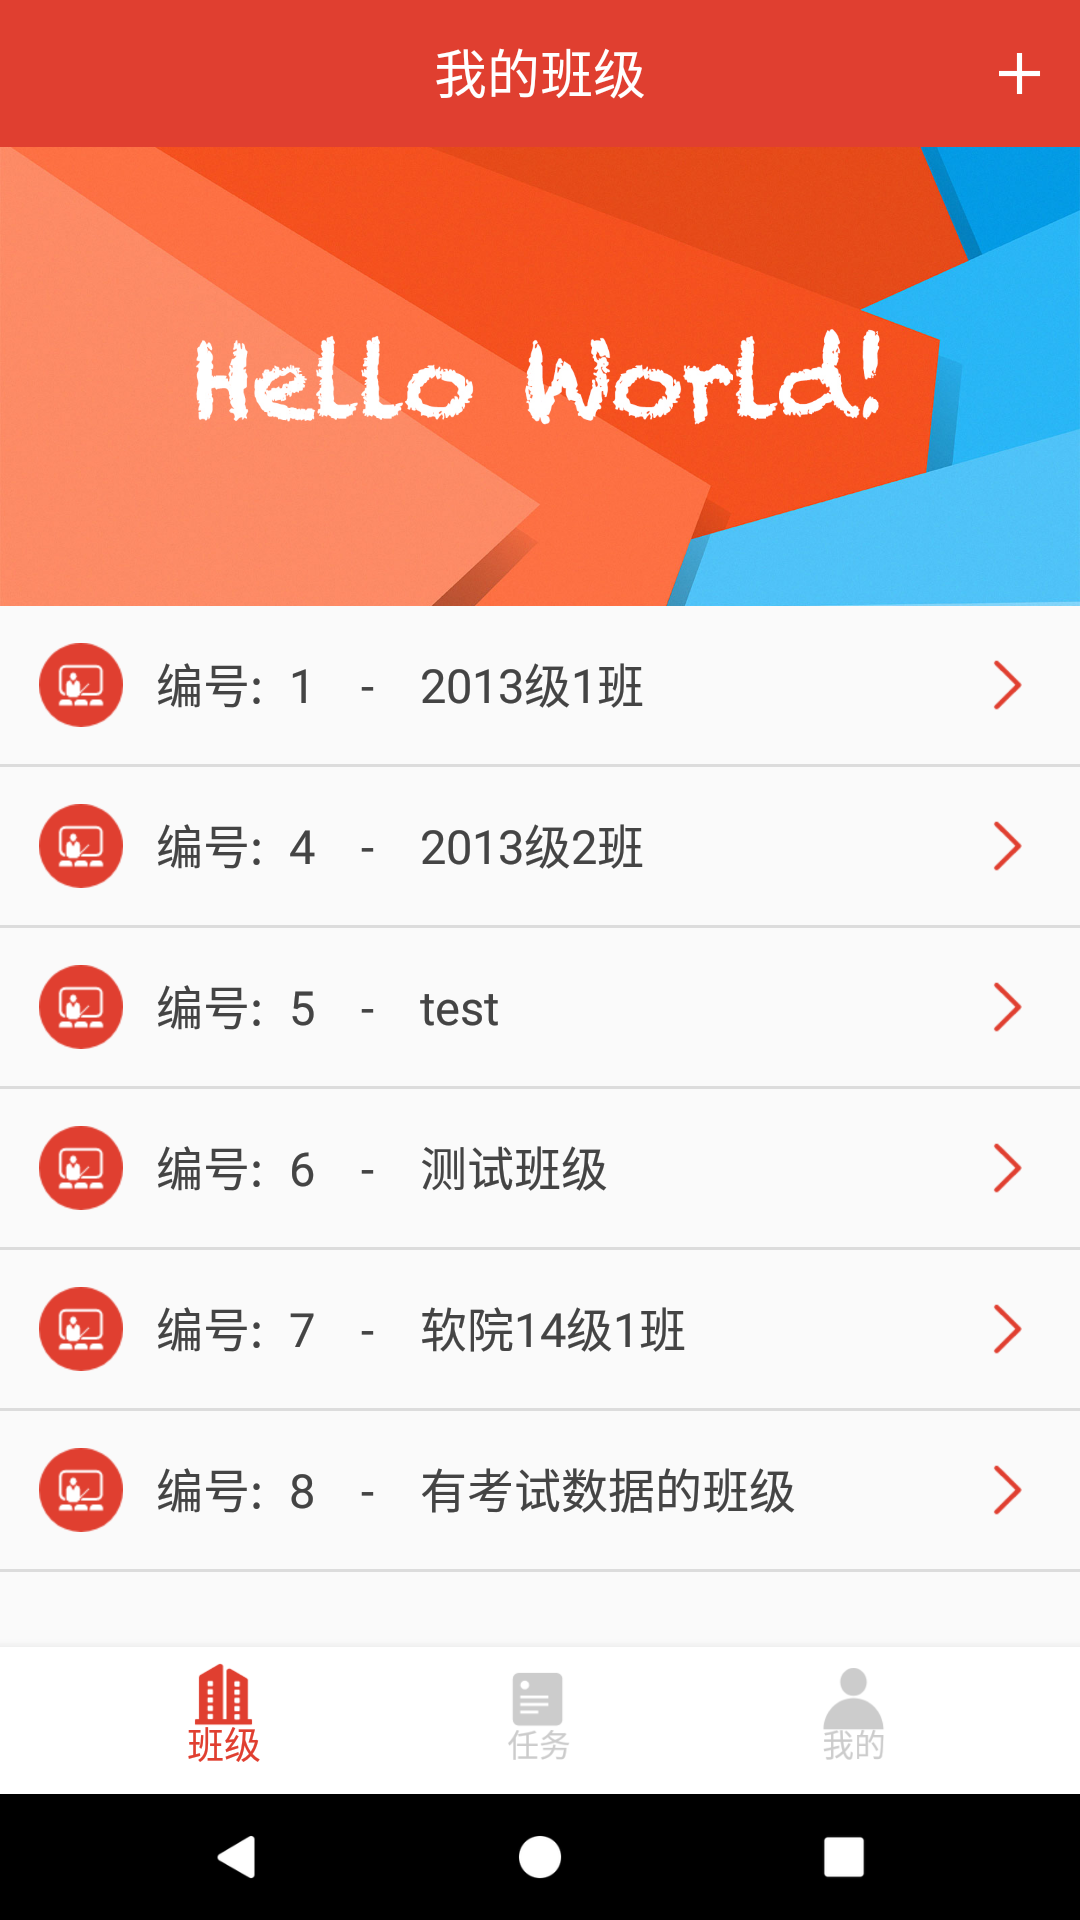 我的班级
Hello World!
编号: 1 - 2013级1班
编号: 4 - 2013级2班
编号: 5 - test
编号: 6 - 测试班级
编号: 7 - 软院14级1班
编号: 8 - 有考试数据的班级
班级 任务 我的